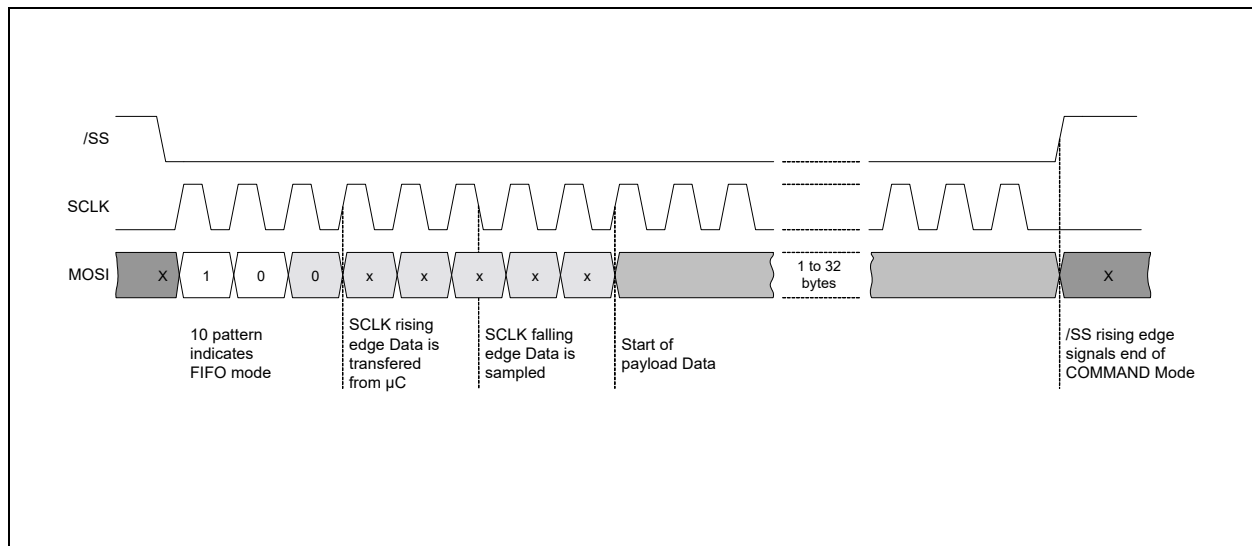 /SS
SCLK
MOSI
X
1
0
0
x
x
x
x
x
1 to 32
bytes
X
10 pattern
indicates
FIFO mode
SCLK rising
edge Data is
transfered
from µC
SCLK falling
edge Data is
sampled
Start of
payload Data
/SS rising edge
signals end of
COMMAND Mode